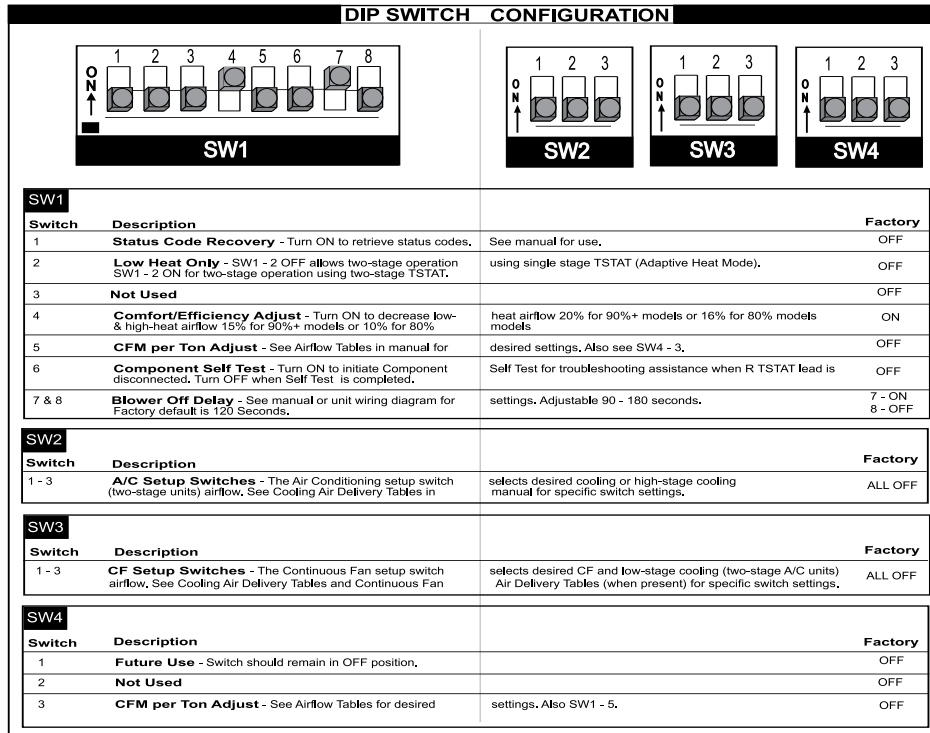 DIP SWITCH CONFIGURATION
1 2 3 4 5 6 7 8
ON
SW1
1 2 3
ON
SW2
1 2 3
ON
SW3
1 2 3
ON
SW4
SW1
Switch Description Factory
1 Status Code Recovery - Turn ON to retrieve status codes. See manual for use. OFF
2 Low Heat Only - SW1 - 2 OFF allows two-stage operation using single stage TSTAT (Adaptive Heat Mode). OFF
SW1 - 2 ON for two-stage operation using two-stage TSTAT.
3 Not Used OFF
4 Comfort/Efficiency Adjust - Turn ON to decrease low- heat airflow 20% for 90%+ models or 16% for 80% models ON
& high-heat airflow 15% for 90%+ models or 10% for 80% models
5 CFM per Ton Adjust - See Airflow Tables in manual for desired settings. Also see SW4 - 3. OFF
6 Component Self Test - Turn ON to initiate Component Self Test for troubleshooting assistance when R TSTAT lead is OFF
disconnected. Turn OFF when Self Test is completed.
7 & 8 Blower Off Delay - See manual or unit wiring diagram for settings. Adjustable 90 - 180 seconds. 7 - ON
Factory default is 120 Seconds. 8 - OFF
SW2
Switch Description Factory
1 - 3 A/C Setup Switches - The Air Conditioning setup switch selects desired cooling or high-stage cooling ALL OFF
(two-stage units) airflow. See Cooling Air Delivery Tables in manual for specific switch settings.
SW3
Switch Description Factory
1 - 3 CF Setup Switches - The Continuous Fan setup switch selects desired CF and low-stage cooling (two-stage A/C units) ALL OFF
airflow. See Cooling Air Delivery Tables and Continuous Fan Air Delivery Tables (when present) for specific switch settings.
SW4
Switch Description Factory
1 Future Use - Switch should remain in OFF position. OFF
2 Not Used OFF
3 CFM per Ton Adjust - See Airflow Tables for desired settings. Also SW1 - 5. OFF